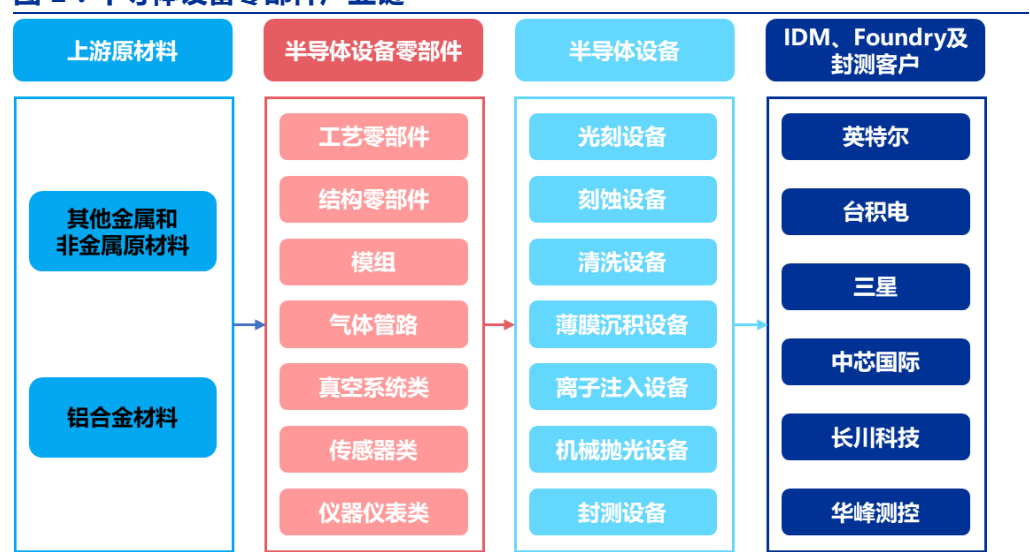 上游原材料
其他金属和
非金属原材料
铝合金材料
半导体设备零部件
工艺零部件
结构零部件
模组
气体管路
真空系统类
传感器类
仪器仪表类
半导体设备
光刻设备
刻蚀设备
清洗设备
薄膜沉积设备
离子注入设备
机械抛光设备
封测设备
IDM、Foundry及
封测客户
英特尔
台积电
三星
中芯国际
长川科技
华峰测控